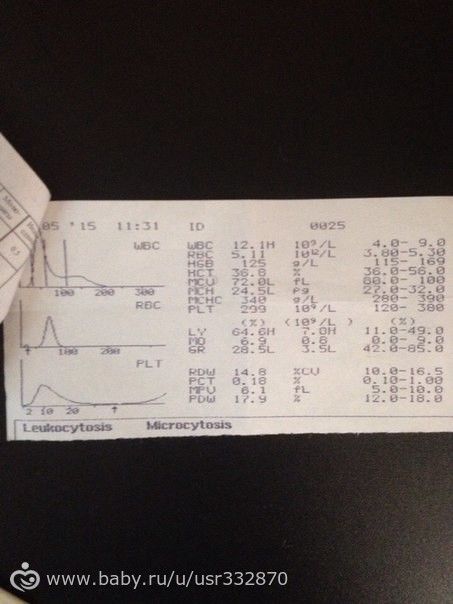 05 '15 11:31 ID 0025
WBC
WBC 12.1H 10⁹/L 4.0- 9.0
RBC 5.11 10¹²/L 3.80-5.30
HGB 125 g/L 115- 169
HCT 36.8 % 36.0-56.0
MCV 72.0L fL 80.0- 100
MCH 24.5L pg 27.0-32.0
MCHC 340 g/L 280- 390
PLT 299 10⁹/L 120- 380
100 200 300
RBC
(%) (10⁹/L) (%)
LY 64.6H 7.8H 11.0-49.0
MO 6.9 0.8 0.0- 9.0
GR 28.5L 3.5L 42.0-85.0
100 200
PLT
RDW 14.8 %CV 10.0-16.5
PCT 0.18 % 0.10-1.00
MPV 6.1 fL 5.0-10.0
PDW 17.9 % 12.0-18.0
2 10 20
Leukocytosis Microcytosis
www.baby.ru/u/usr332870